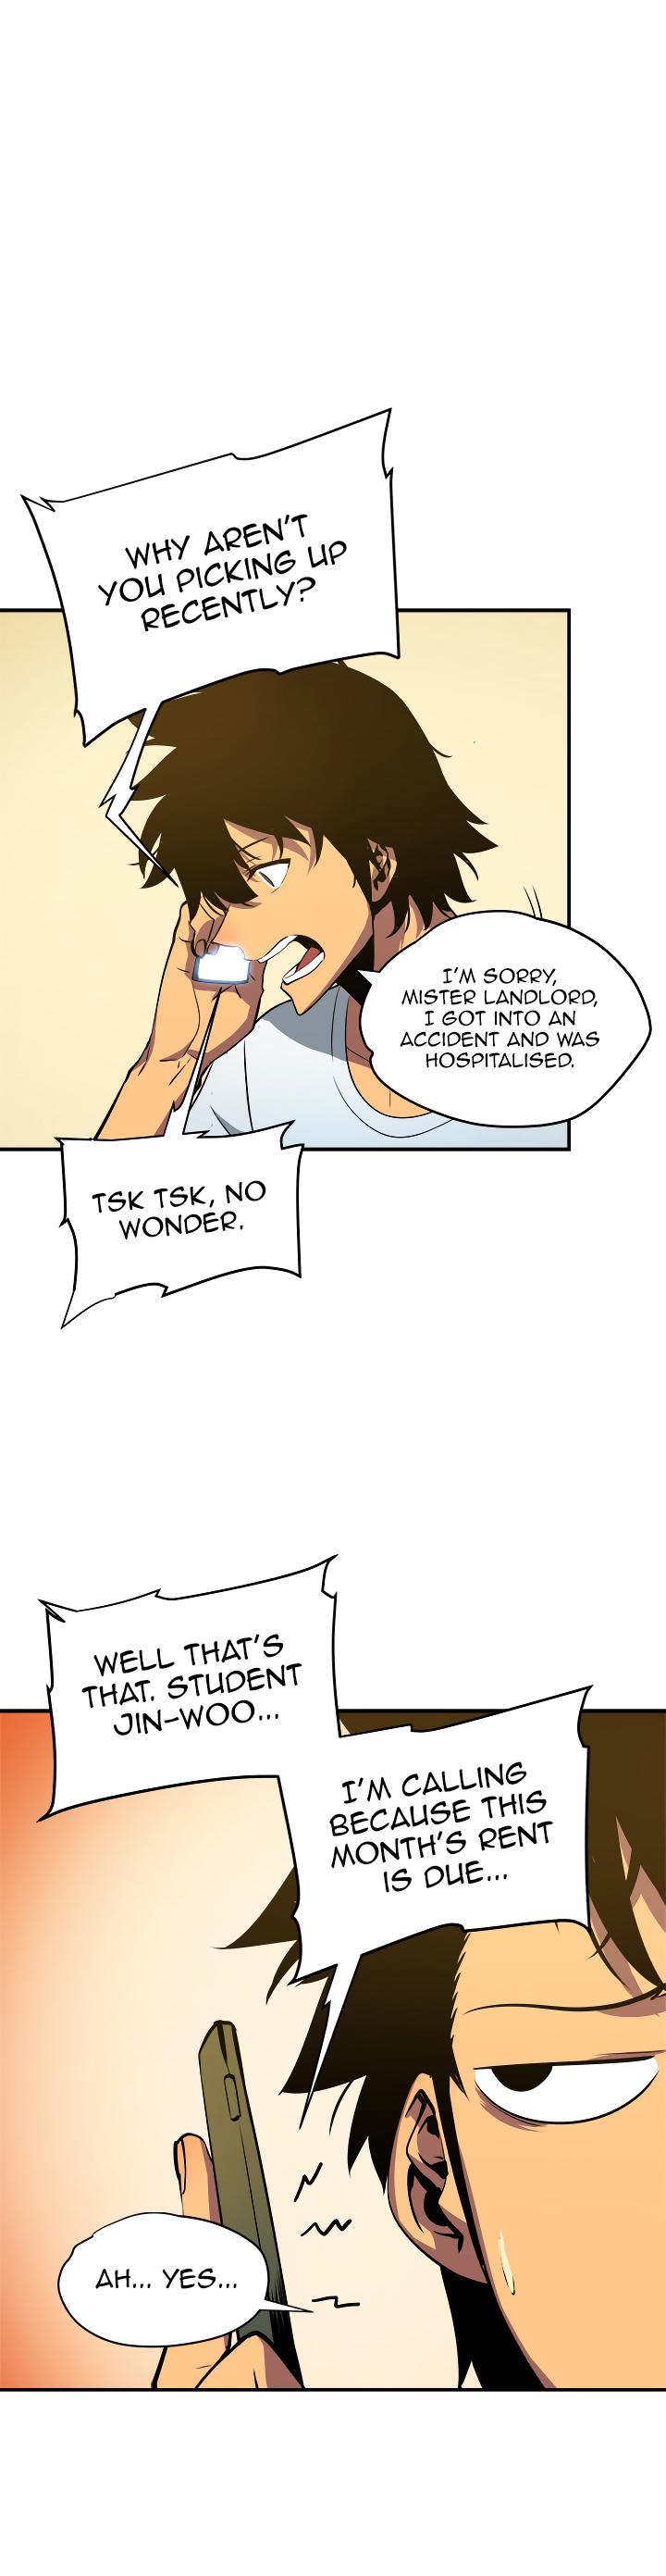 WHY AREN'T
YOU PICKING UP
RECENTLY?
I'M SORRY,
MISTER LANDLORD,
I GOT INTO AN
ACCIDENT AND WAS
HOSPITALISED.
TSK TSK, NO
WONDER.
WELL THAT'S
THAT. STUDENT
JIN-WOO...
I'M CALLING
BECAUSE THIS
MONTH'S RENT
IS DUE...
AH... YES...